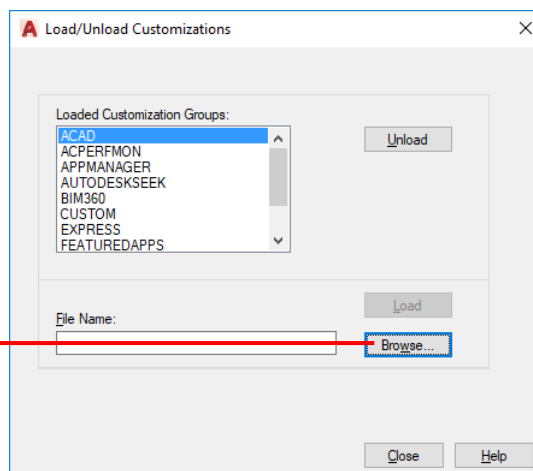 Load/Unload Customizations
Loaded Customization Groups:
ACAD
ACPERFMON
APPMANAGER
AUTODESKSEEK
BIM360
CUSTOM
EXPRESS
FEATUREDAPPS
Unload
Load
File Name:
Browse...
Close
Help